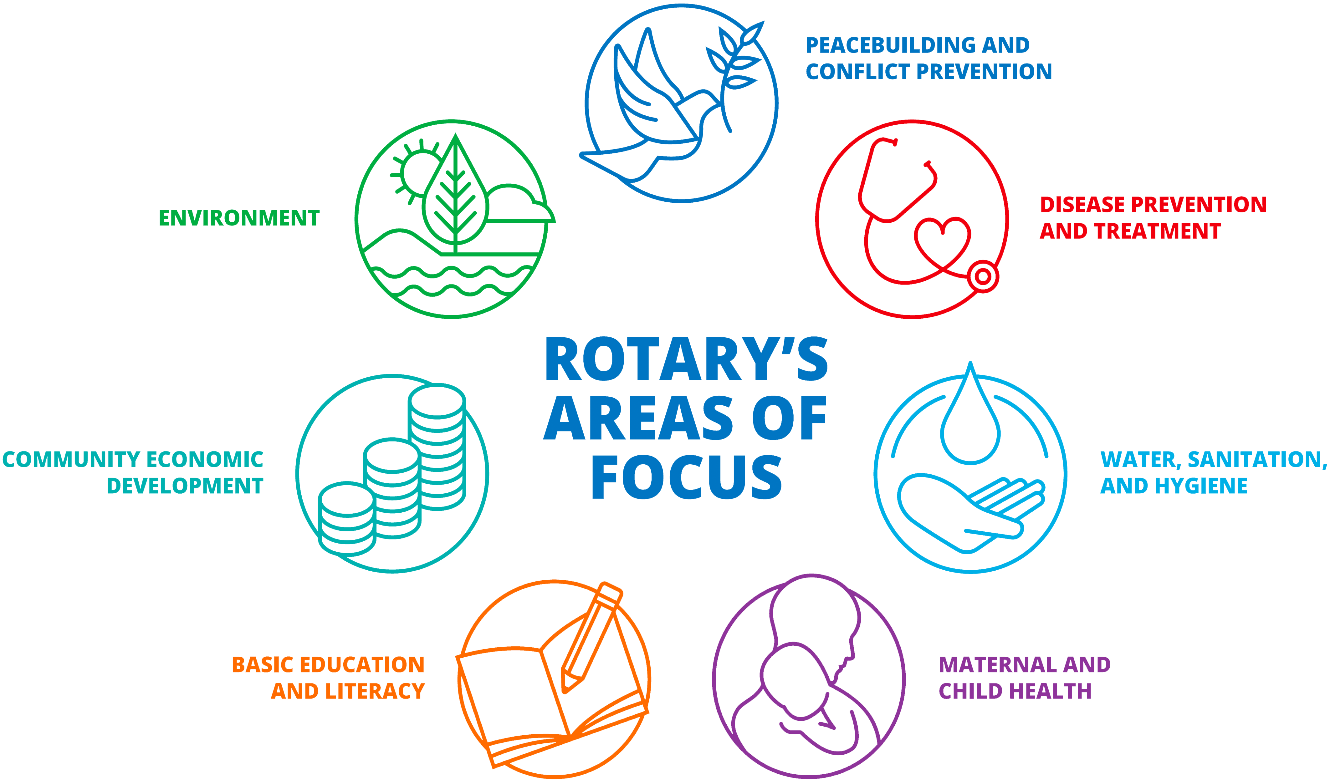 PEACEBUILDING AND
CONFLICT PREVENTION
DISEASE PREVENTION
AND TREATMENT
ENVIRONMENT
ROTARY'S
AREAS OF
FOCUS
COMMUNITY ECONOMIC
DEVELOPMENT
WATER, SANITATION,
AND HYGIENE
BASIC EDUCATION
AND LITERACY
MATERNAL AND
CHILD HEALTH